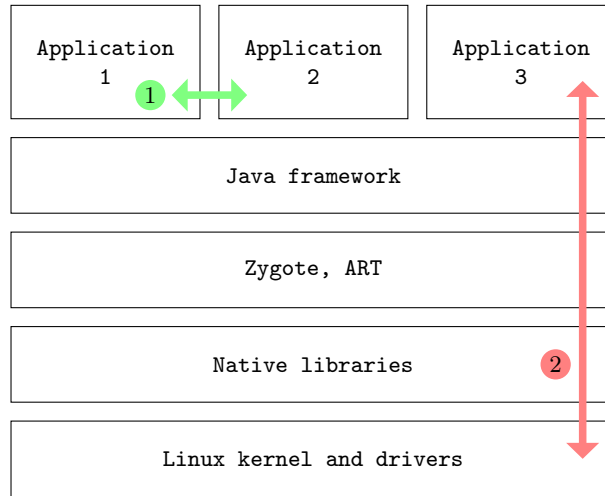 Application
1
Application
2
Application
3
1
Java framework
Zygote, ART
Native libraries
2
Linux kernel and drivers